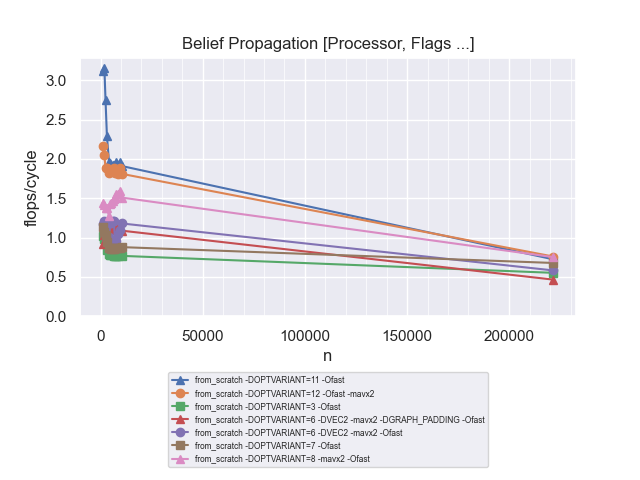 Belief Propagation [Processor, Flags ...]
3.0
2.5
2.0
1.5
1.0
0.5
0.0
flops/cycle
0 50000 100000 150000 200000
n
from_scratch -DOPTVARIANT=11 -Ofast
from_scratch -DOPTVARIANT=12 -Ofast -mavx2
from_scratch -DOPTVARIANT=3 -Ofast
from_scratch -DOPTVARIANT=6 -DVEC2 -mavx2 -DGRAPH_PADDING -Ofast
from_scratch -DOPTVARIANT=6 -DVEC2 -mavx2 -Ofast
from_scratch -DOPTVARIANT=7 -Ofast
from_scratch -DOPTVARIANT=8 -mavx2 -Ofast